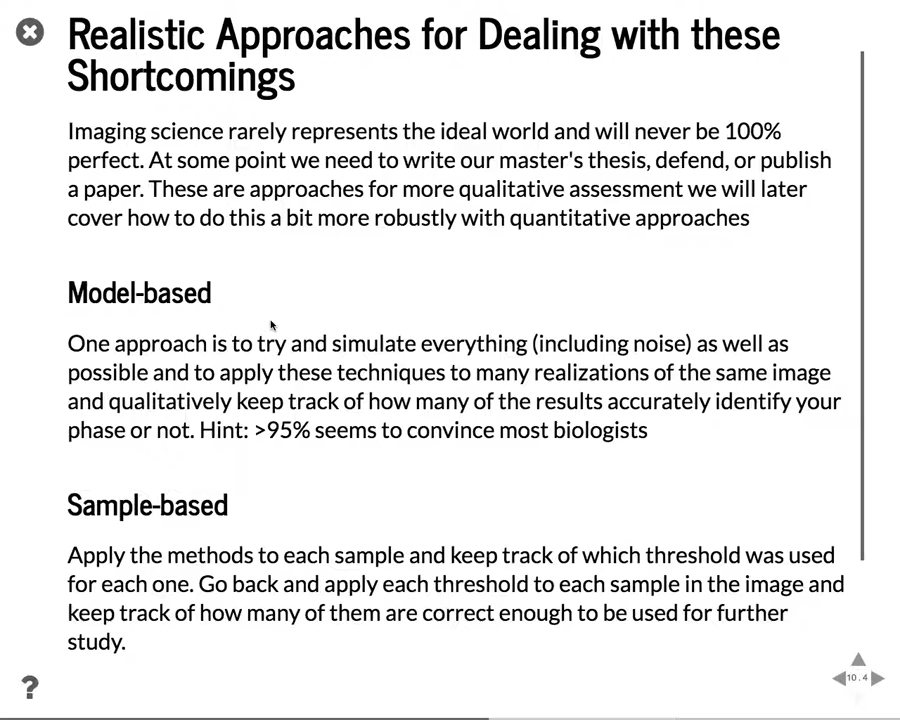 Realistic Approaches for Dealing with these
Shortcomings
Imaging science rarely represents the ideal world and will never be 100%
perfect. At some point we need to write our master's thesis, defend, or publish
a paper. These are approaches for more qualitative assessment we will later
cover how to do this a bit more robustly with quantitative approaches
Model-based
One approach is to try and simulate everything (including noise) as well as
possible and to apply these techniques to many realizations of the same image
and qualitatively keep track of how many of the results accurately identify your
phase or not. Hint: >95% seems to convince most biologists
Sample-based
Apply the methods to each sample and keep track of which threshold was used
for each one. Go back and apply each threshold to each sample in the image and
keep track of how many of them are correct enough to be used for further
study.
?
10.4